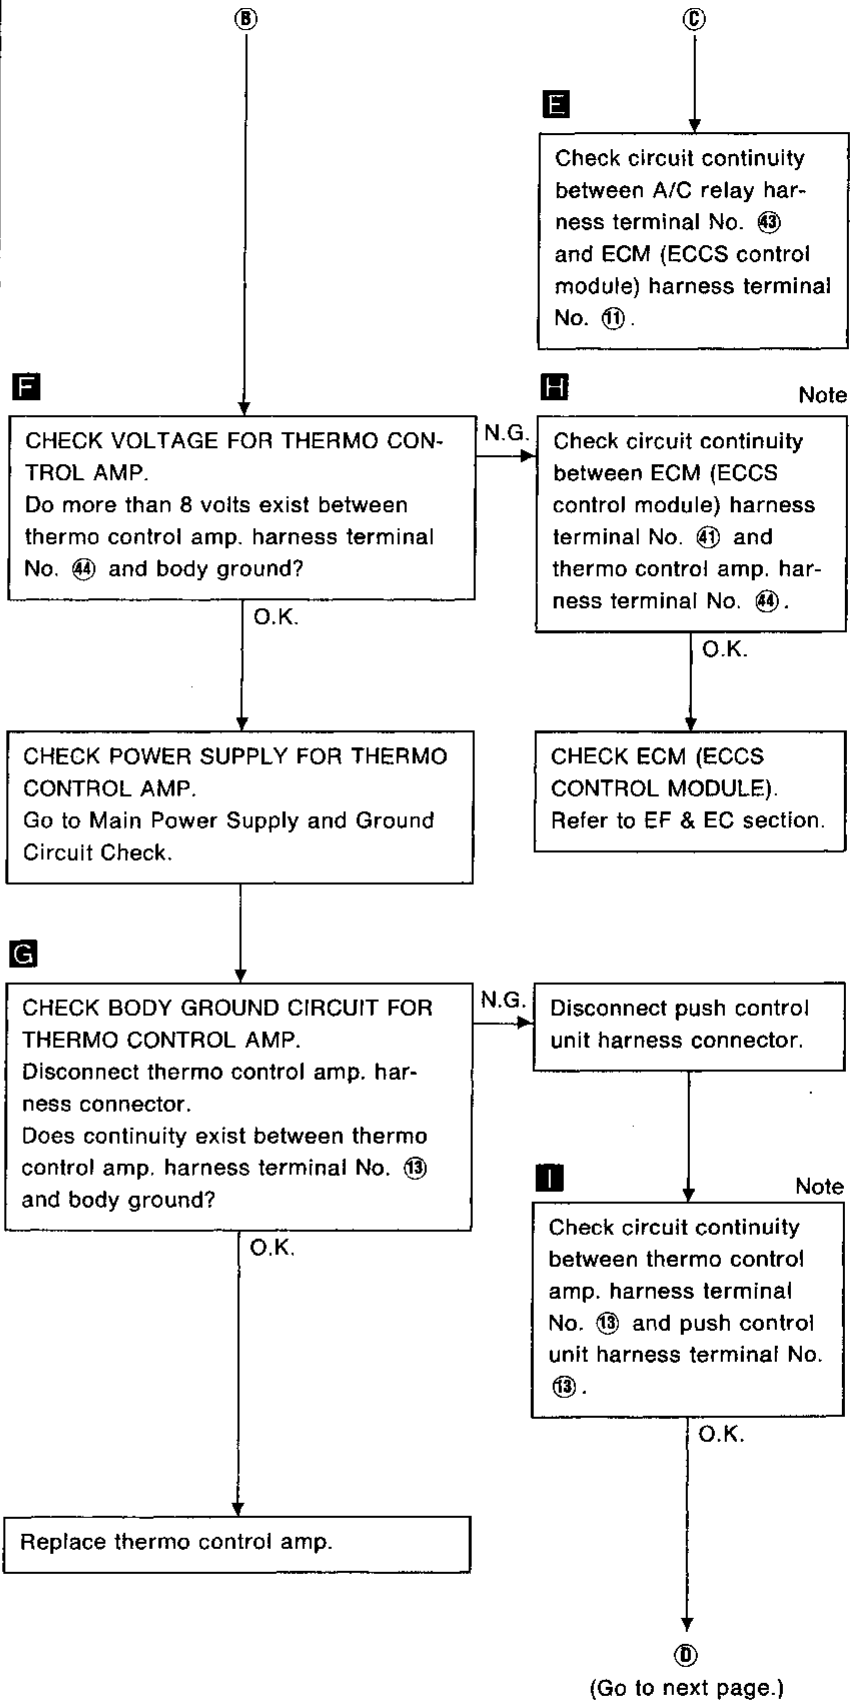 Ⓑ
Ⓒ
E
Check circuit continuity
between A/C relay har-
ness terminal No. ㊸
and ECM (ECCS control
module) harness terminal
No. ⑪.
F
CHECK VOLTAGE FOR THERMO CON-
TROL AMP.
Do more than 8 volts exist between
thermo control amp. harness terminal
No. ㊹ and body ground?
N.G.
O.K.
H
Note
Check circuit continuity
between ECM (ECCS
control module) harness
terminal No. ㊶ and
thermo control amp. har-
ness terminal No. ㊹.
O.K.
CHECK POWER SUPPLY FOR THERMO
CONTROL AMP.
Go to Main Power Supply and Ground
Circuit Check.
CHECK ECM (ECCS
CONTROL MODULE).
Refer to EF & EC section.
G
CHECK BODY GROUND CIRCUIT FOR
THERMO CONTROL AMP.
Disconnect thermo control amp. har-
ness connector.
Does continuity exist between thermo
control amp. harness terminal No. ⑬
and body ground?
N.G.
O.K.
Disconnect push control
unit harness connector.
I
Note
Check circuit continuity
between thermo control
amp. harness terminal
No. ⑬ and push control
unit harness terminal No.
⑬.
O.K.
Replace thermo control amp.
Ⓓ
(Go to next page.)